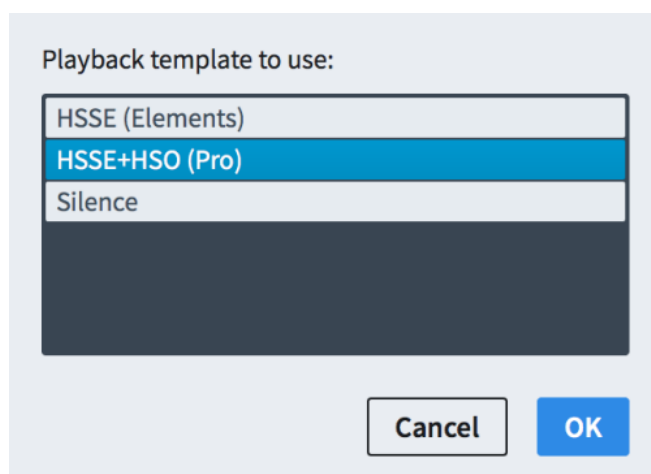 Playback template to use:
HSSE (Elements)
HSSE+HSO (Pro)
Silence
Cancel
OK